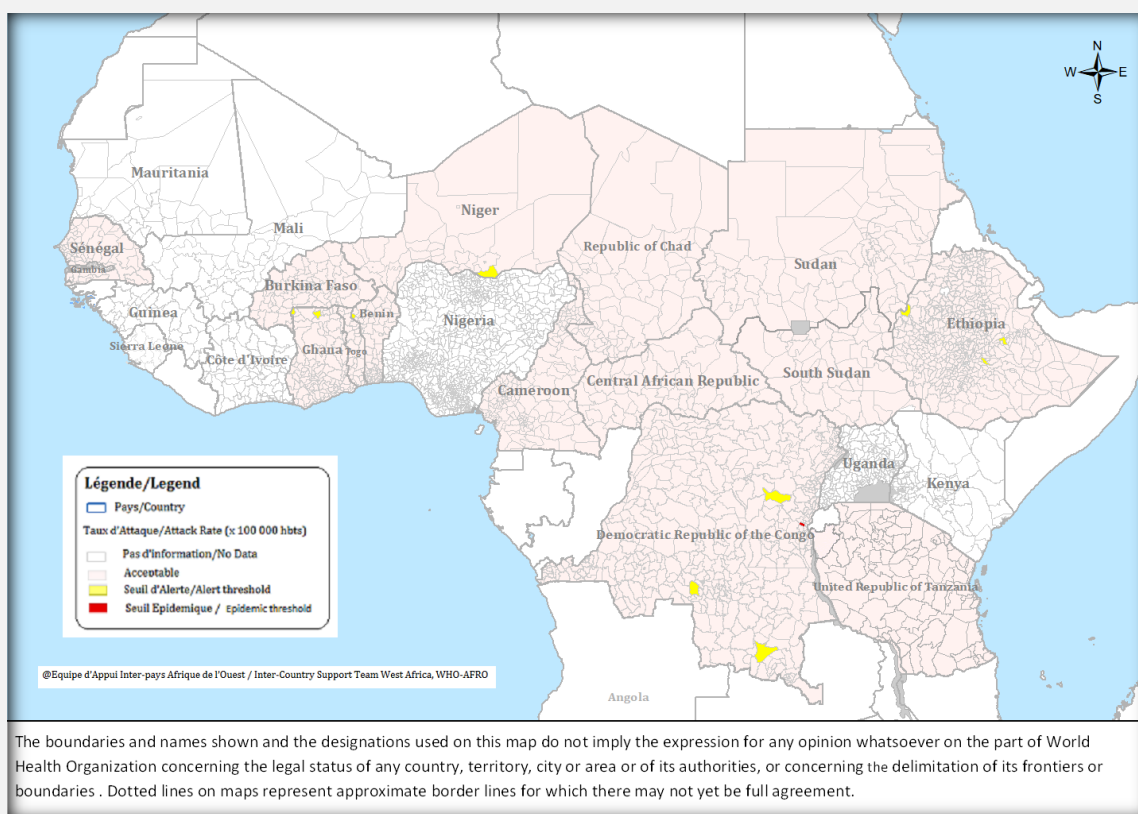 N
W E
S
Mauritania
Mali
Niger
Republic of Chad
Sudan
Sénégal
Gambia
Burkina Faso
Guinea
Benin
Nigeria
Ethiopia
Sierra Leone
Côte d'Ivoire
Ghana
Togo
Cameroon
Central African Republic
South Sudan
Uganda
Kenya
Democratic Republic of the Congo
United Republic of Tanzania
Angola
Légende/Legend
Pays/Country
Taux d'Attaque/Attack Rate (x 100 000 hbts)
Pas d'information/No Data
Acceptable
Seuil d'Alerte/Alert threshold
Seuil Epidemique / Epidemic threshold
@Equipe d'Appui Inter-pays Afrique de l'Ouest / Inter-Country Support Team West Africa, WHO-AFRO
The boundaries and names shown and the designations used on this map do not imply the expression for any opinion whatsoever on the part of World
Health Organization concerning the legal status of any country, territory, city or area or of its authorities, or concerning the delimitation of its frontiers or
boundaries . Dotted lines on maps represent approximate border lines for which there may not yet be full agreement.